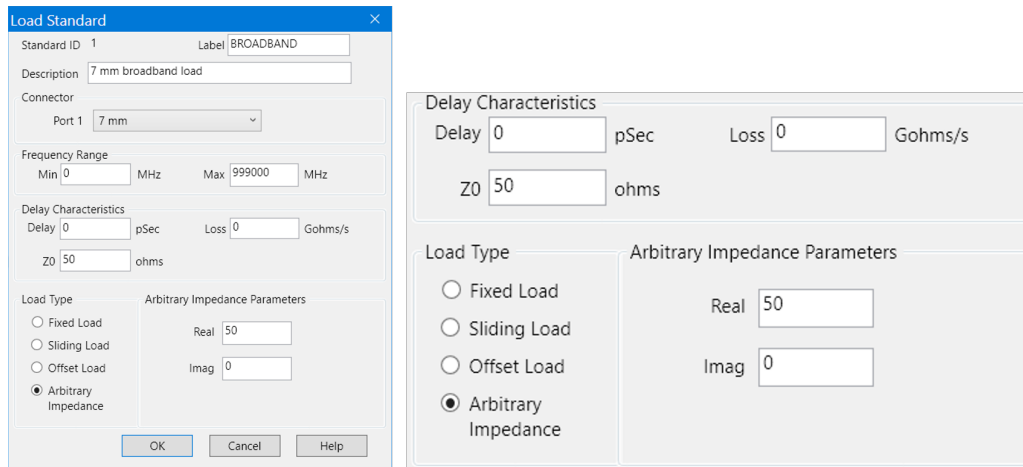 Load Standard
Standard ID 1 Label BROADBAND
Description 7 mm broadband load
Connector
Port 1 7 mm
Frequency Range
Min 0 MHz Max 999000 MHz
Delay Characteristics
Delay 0 pSec Loss 0 Gohms/s
Z0 50 ohms
Load Type
Fixed Load
Sliding Load
Offset Load
Arbitrary
Impedance
Arbitrary Impedance Parameters
Real 50
Imag 0
OK Cancel Help
Delay Characteristics
Delay 0 pSec Loss 0 Gohms/s
Z0 50 ohms
Load Type
Fixed Load
Sliding Load
Offset Load
Arbitrary
Impedance
Arbitrary Impedance Parameters
Real 50
Imag 0